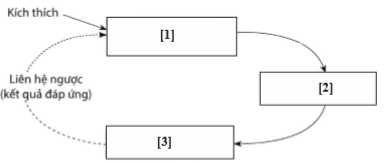 Kích thích
[1]
Liên hệ ngược
(kết quả đáp ứng)
[2]
[3]